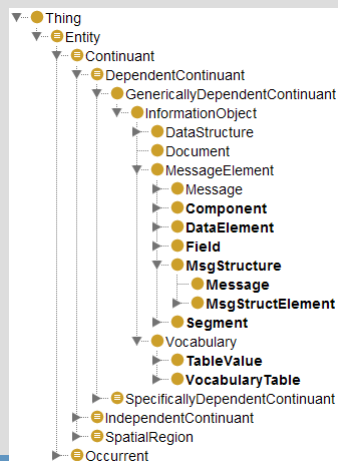 Thing
Entity
Continuant
DependentContinuant
GenericallyDependentContinuant
InformationObject
DataStructure
Document
MessageElement
Message
Component
DataElement
Field
MsgStructure
Message
MsgStructElement
Segment
Vocabulary
TableValue
VocabularyTable
SpecificallyDependentContinuant
IndependentContinuant
SpatialRegion
Occurrent